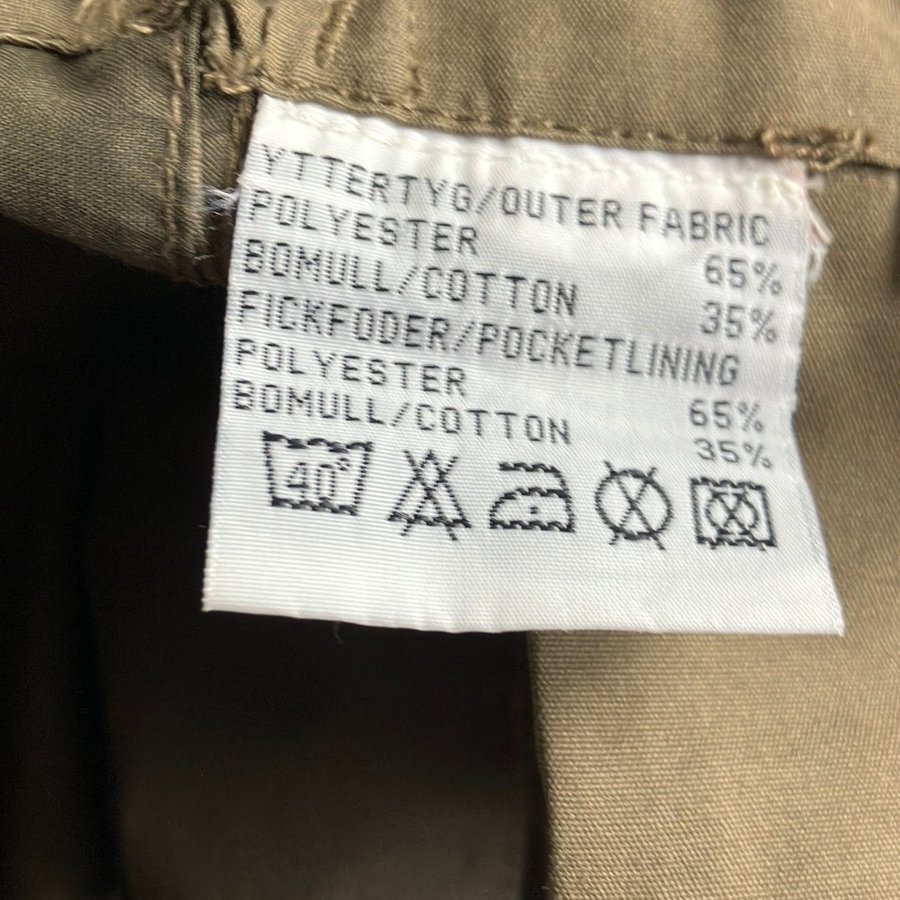 YTTERTYG/OUTER FABRIC
POLYESTER 65%
BOMULL/COTTON 35%
FICKFODER/POCKETLINING
POLYESTER 65%
BOMULL/COTTON 35%
40°